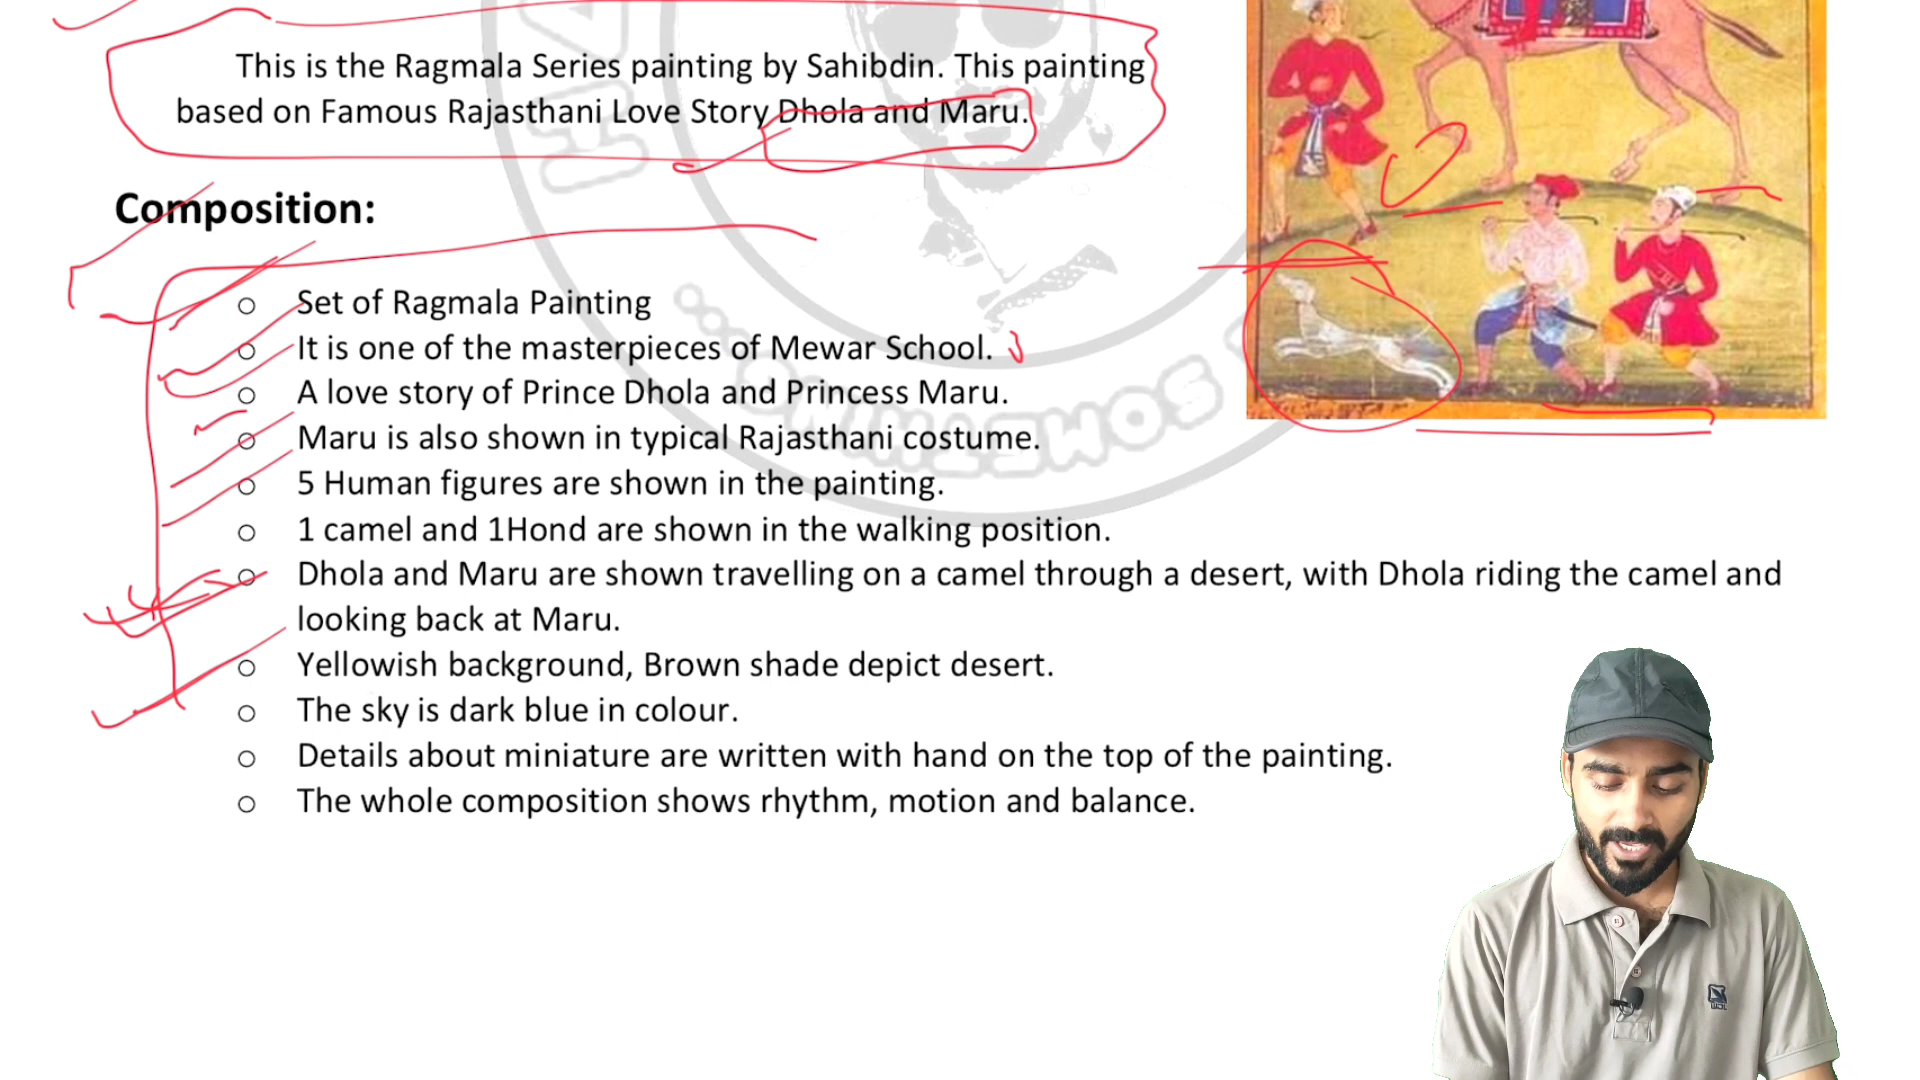 This is the Ragmala Series painting by Sahibdin. This painting
based on Famous Rajasthani Love Story Dhola and Maru.
Composition:
○ Set of Ragmala Painting
○ It is one of the masterpieces of Mewar School.
○ A love story of Prince Dhola and Princess Maru.
○ Maru is also shown in typical Rajasthani costume.
○ 5 Human figures are shown in the painting.
○ 1 camel and 1Hond are shown in the walking position.
○ Dhola and Maru are shown travelling on a camel through a desert, with Dhola riding the camel and
looking back at Maru.
○ Yellowish background, Brown shade depict desert.
○ The sky is dark blue in colour.
○ Details about miniature are written with hand on the top of the painting.
○ The whole composition shows rhythm, motion and balance.